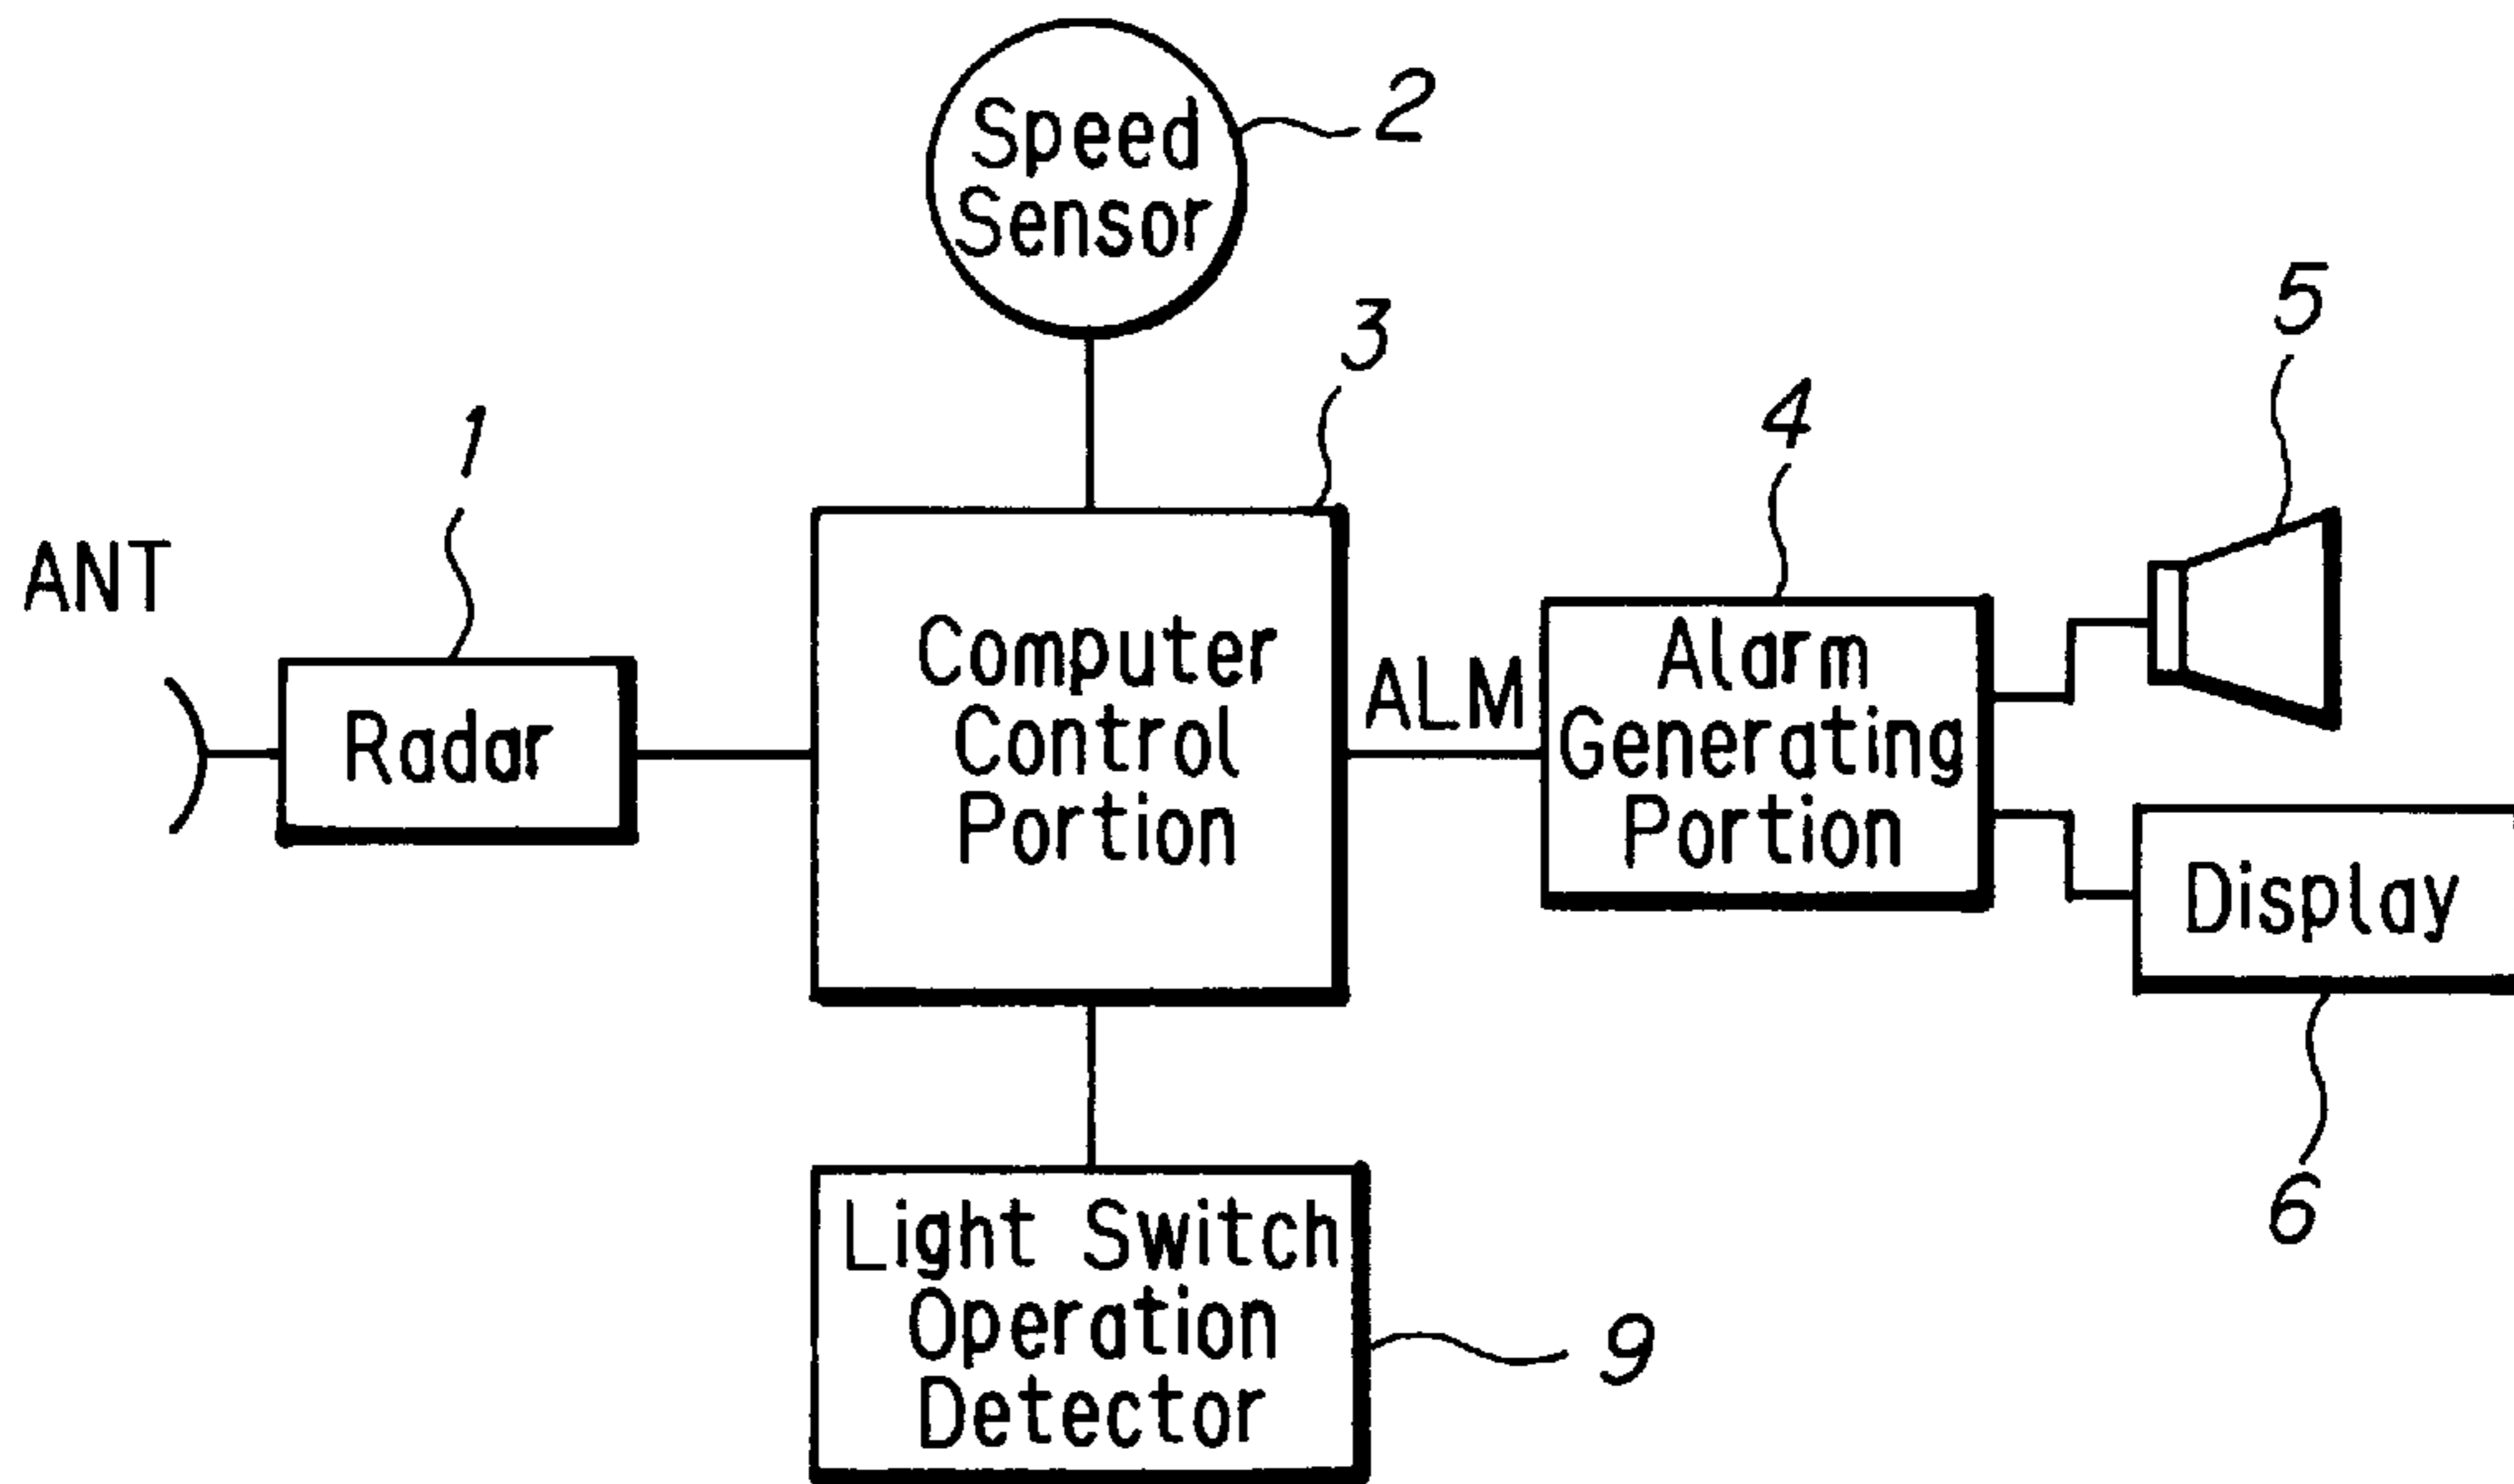 Speed
Sensor
2
3
5
1
4
ANT
Radar
Computer
Control
Portion
ALM
Alarm
Generating
Portion
Display
6
Light Switch
Operation
Detector
9